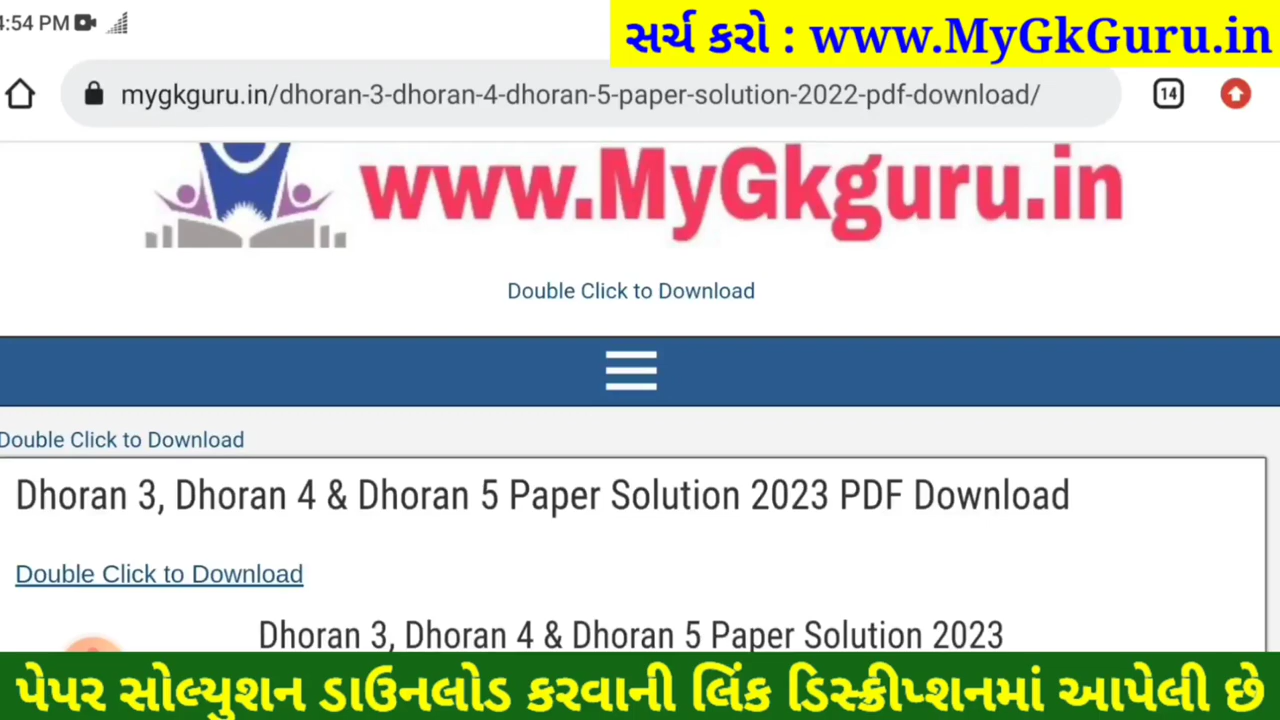 4:54 PM
સર્ચ કરો : www.MyGkGuru.in
mygkguru.in/dhoran-3-dhoran-4-dhoran-5-paper-solution-2022-pdf-download/
14
www.MyGkguru.in
Double Click to Download
Double Click to Download
Dhoran 3, Dhoran 4 & Dhoran 5 Paper Solution 2023 PDF Download
Double Click to Download
Dhoran 3, Dhoran 4 & Dhoran 5 Paper Solution 2023
પેપર સોલ્યુશન ડાઉનલોડ કરવાની લિંક ડિસ્ક્રીપ્શનમાં આપેલી છે